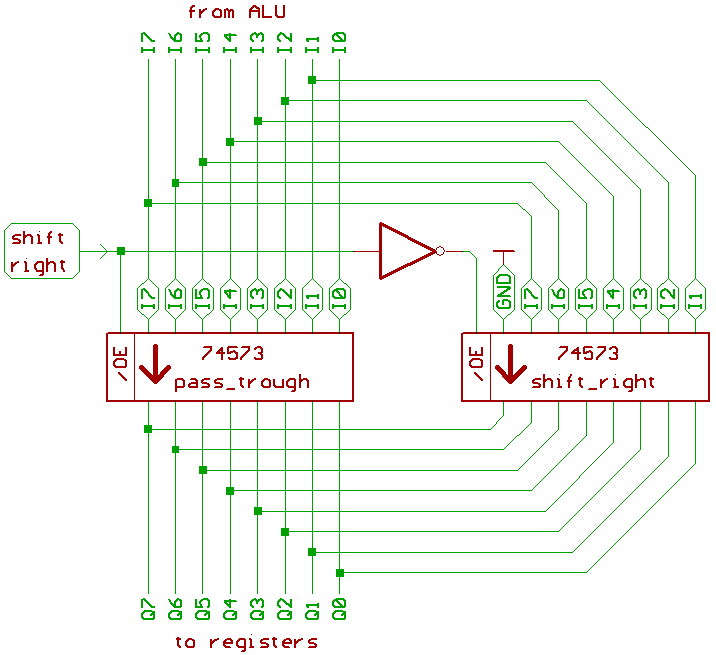 from ALU
I7 I6 I5 I4 I3 I2 I1 I0
shift
right
I7 I6 I5 I4 I3 I2 I1 I0
GND I7 I6 I5 I4 I3 I2 I1
/OE 74573
pass_trough
/OE 74573
shift_right
Q7 Q6 Q5 Q4 Q3 Q2 Q1 Q0
to registers